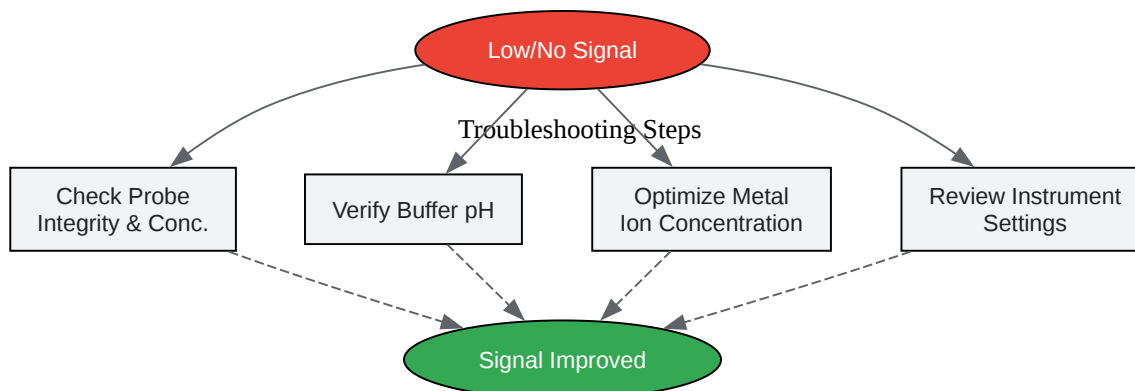 Low/No Signal
Troubleshooting Steps
Check Probe
Integrity & Conc.
Verify Buffer pH
Optimize Metal
Ion Concentration
Review Instrument
Settings
Signal Improved